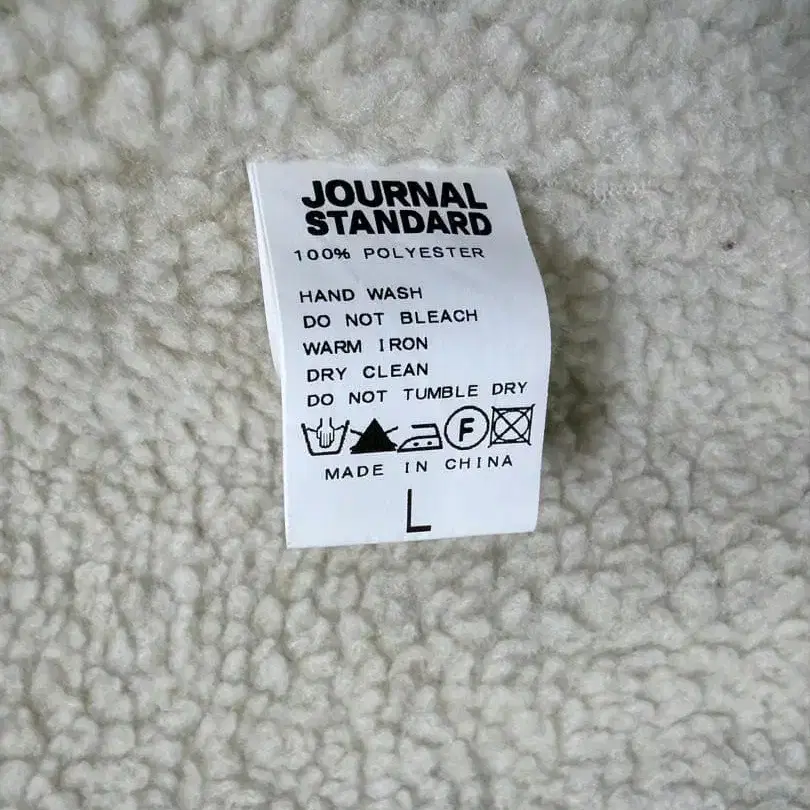 JOURNAL
STANDARD
100% POLYESTER
HAND WASH
DO NOT BLEACH
WARM IRON
DRY CLEAN
DO NOT TUMBLE DRY
F
MADE IN CHINA
L